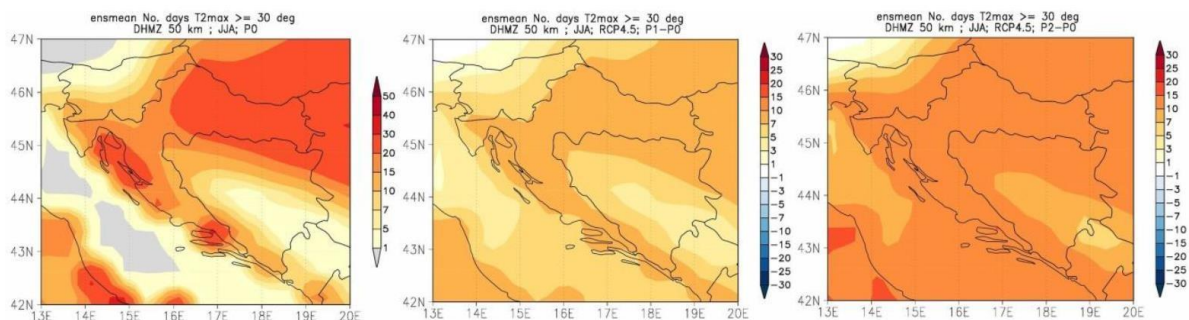 ensmean No. days T2max >= 30 deg
DHMZ 50 km ; JJA; P0
47N
46N
45N
44N
43N
42N
13E 14E 15E 16E 17E 18E 19E 20E
50
40
30
20
15
10
7
5
1
ensmean No. days T2max >= 30 deg
DHMZ 50 km ; JJA; RCP4.5; P1-P0
47N
46N
45N
44N
43N
42N
13E 14E 15E 16E 17E 18E 19E 20E
30
25
20
15
10
7
5
3
1
-1
-3
-5
-7
-10
-15
-20
-25
-30
ensmean No. days T2max >= 30 deg
DHMZ 50 km ; JJA; RCP4.5; P2-P0
47N
46N
45N
44N
43N
42N
13E 14E 15E 16E 17E 18E 19E 20E
30
25
20
15
10
7
5
3
1
-1
-3
-5
-7
-10
-15
-20
-25
-30